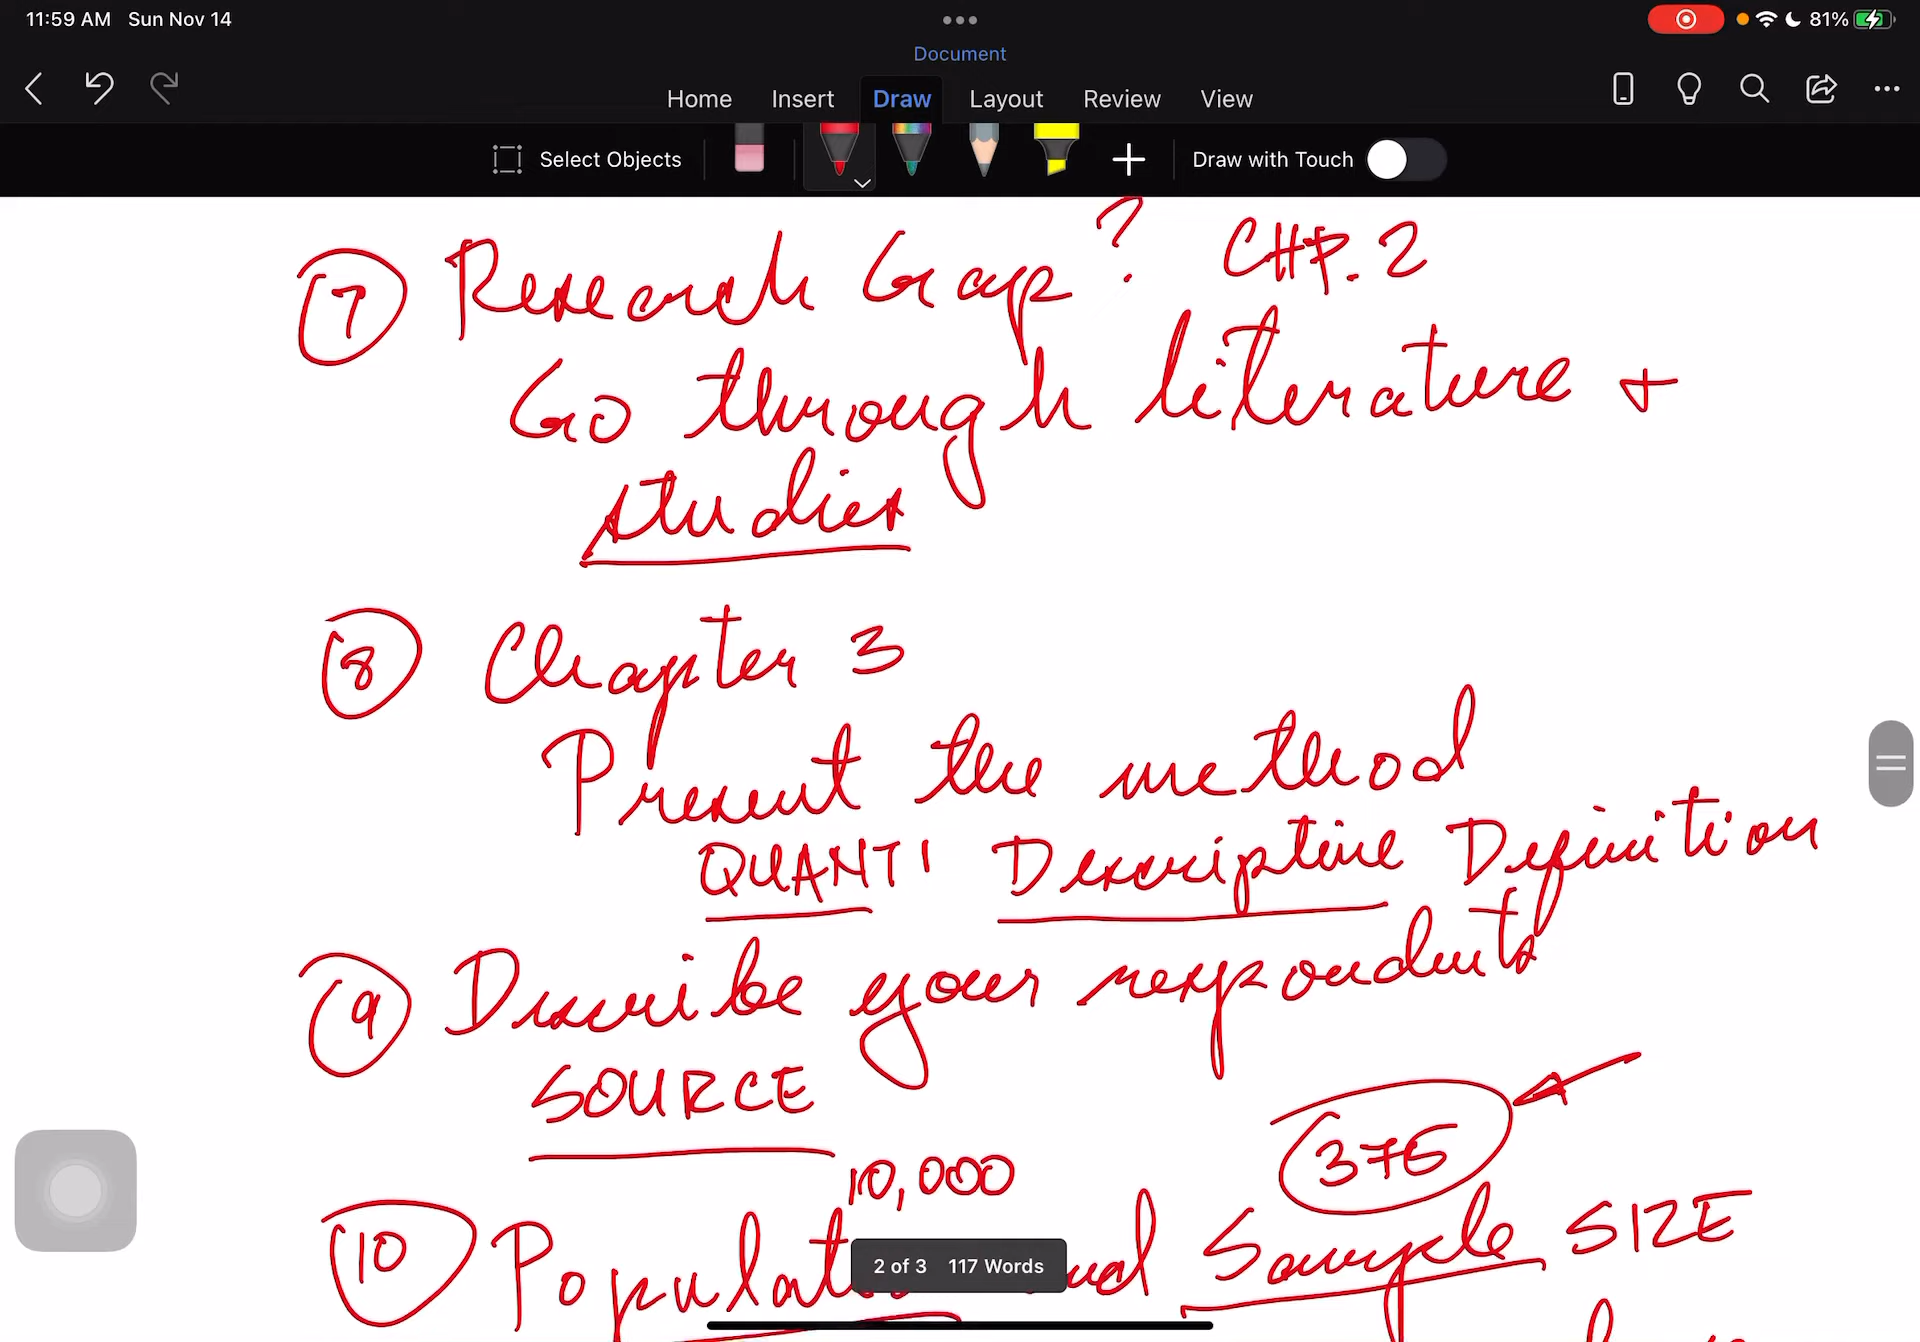 11:59 AM Sun Nov 14
81%
Document
Home Insert Draw Layout Review View
Select Objects
Draw with Touch
7 Research Gap? CHP. 2
Go through literature +
studies
8 Chapter 3
Present the method
QUANTI Descriptive Definition
9 Describe your respondents
SOURCE
376
10,000
10 Population and Sample SIZE
2 of 3 117 Words